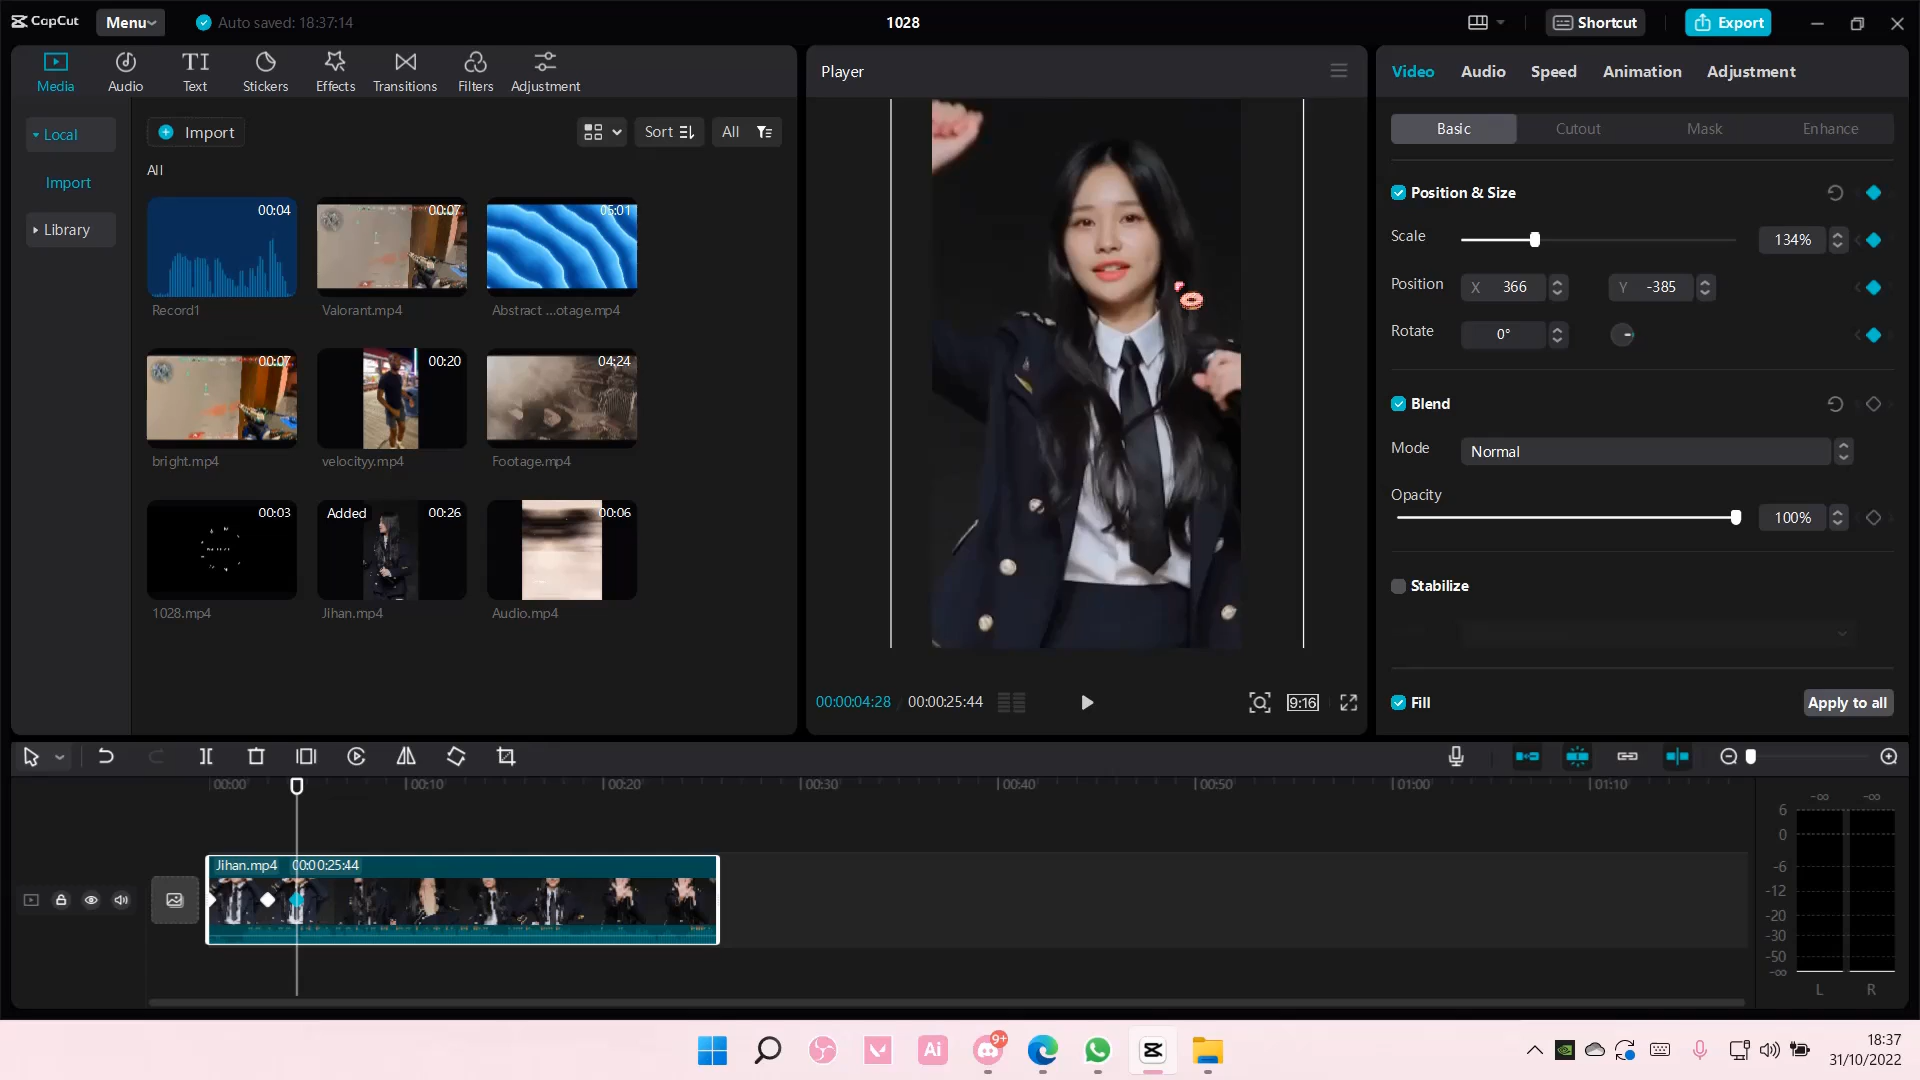 CapCut
Menu
Auto saved: 18:37:14
1028
Shortcut
Export
Media
Audio
Text
Stickers
Effects
Transitions
Filters
Adjustment
Local
Import
Library
Import
Sort
All
All
00:04
00:07
05:01
Record1
Valorant.mp4
Abstract ...otage.mp4
00:07
00:20
04:24
bright.mp4
velocityy.mp4
Footage.mp4
00:03
Added
00:26
00:06
1028.mp4
Jihan.mp4
Audio.mp4
Player
00:00:04:28
00:00:25:44
9:16
Video
Audio
Speed
Animation
Adjustment
Basic
Cutout
Mask
Enhance
Position & Size
Scale
134%
Position
X 366
Y -385
Rotate
0°
Blend
Mode
Normal
Opacity
100%
Stabilize
Fill
Apply to all
00:00
00:10
00:20
00:30
00:40
00:50
01:00
01:10
Jihan.mp4 00:00:25:44
-∞ -∞
6
0
-6
-12
-20
-30
-50
-∞
L R
Ai
9+
18:37
31/10/2022